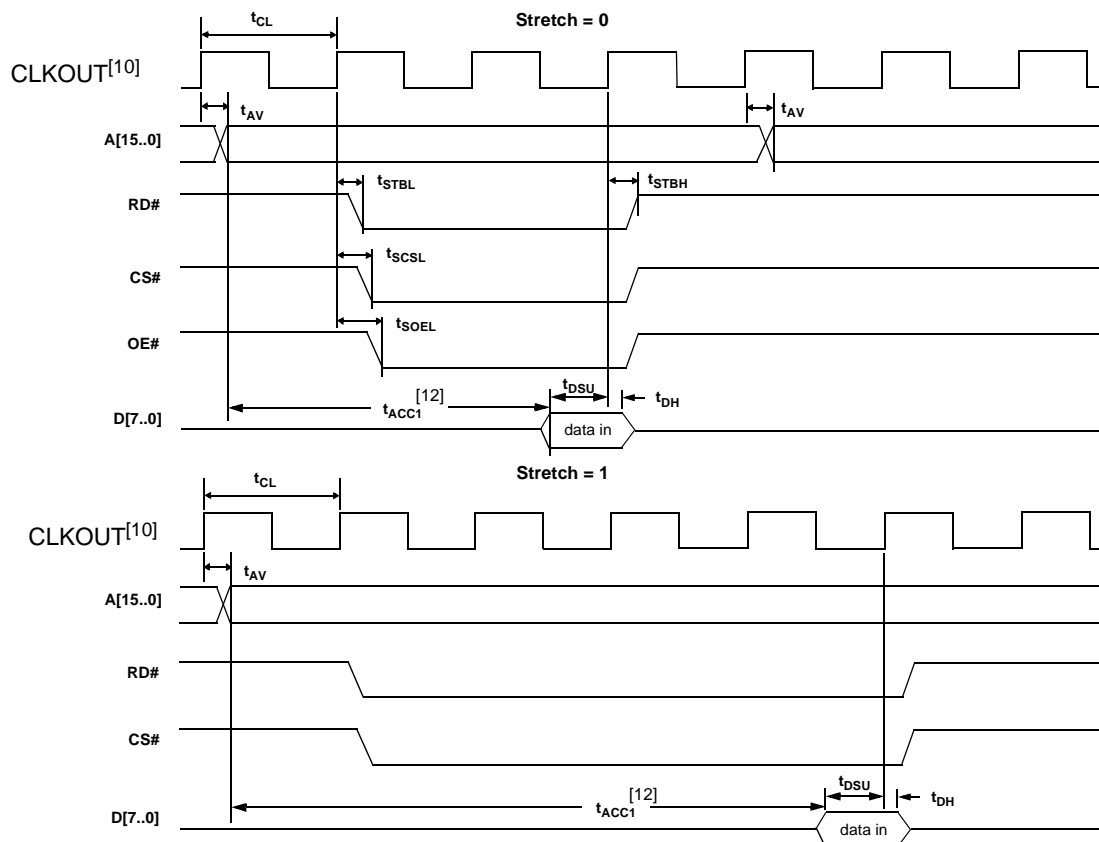 Stretch = 0
tCL
CLKOUT[10]
tAV
tAV
A[15..0]
tSTBL
tSTBH
RD#
tSCSL
CS#
tSOEL
OE#
tACC1[12]
tDSU
tDH
D[7..0]
data in
Stretch = 1
tCL
CLKOUT[10]
tAV
A[15..0]
RD#
CS#
tACC1[12]
tDSU
tDH
D[7..0]
data in